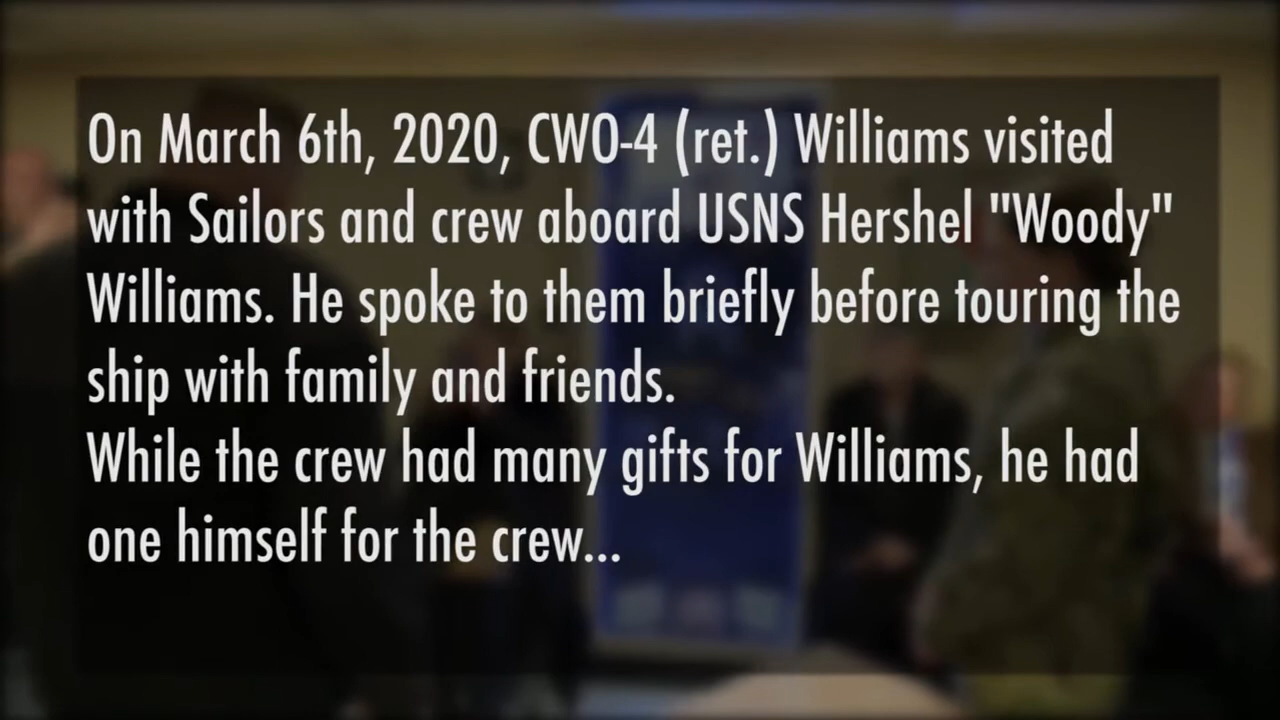 On March 6th, 2020, CWO-4 (ret.) Williams visited
with Sailors and crew aboard USNS Hershel "Woody"
Williams. He spoke to them briefly before touring the
ship with family and friends.
While the crew had many gifts for Williams, he had
one himself for the crew...